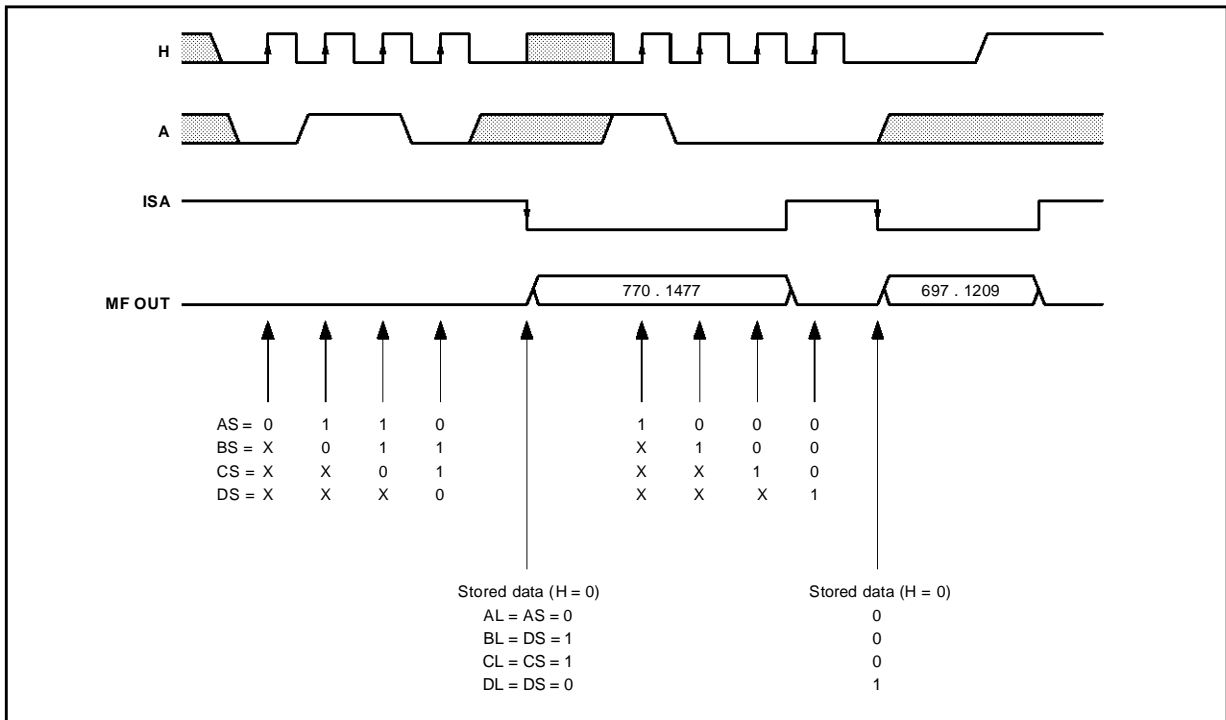 H
A
ISA
MF OUT
770 . 1477
697 . 1209
AS = 0 1 1 0 1 0 0 0
BS = X 0 1 1 X 1 0 0
CS = X X 0 1 X X 1 0
DS = X X X 0 X X X 1
Stored data (H = 0) Stored data (H = 0)
AL = AS = 0 0
BL = DS = 1 0
CL = CS = 1 0
DL = DS = 0 1